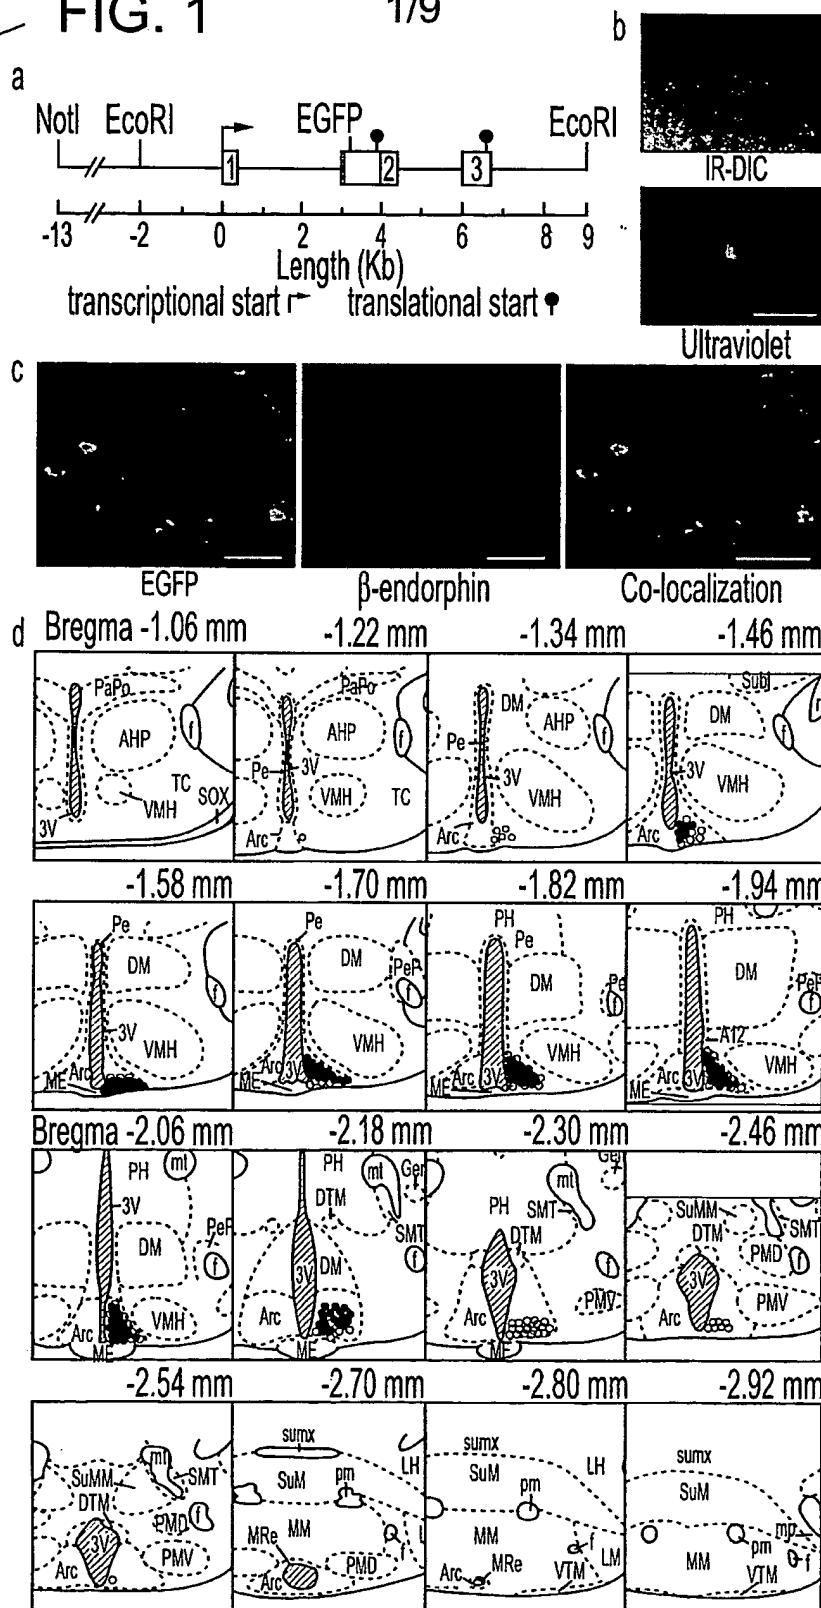 FIG. 1
1/9
a
NotI EcoRI EGFP EcoRI
1 2 3
-13 -2 0 2 4 6 8 9
Length (Kb)
transcriptional start translational start
b
IR-DIC
Ultraviolet
c
EGFP β-endorphin Co-localization
d Bregma -1.06 mm -1.22 mm -1.34 mm -1.46 mm
PaPo AHP f TC VMH SOX 3V
PaPo AHP f Pe 3V VMH TC Arc
DM AHP f Pe 3V VMH Arc
SubI DM f 3V VMH Arc
-1.58 mm -1.70 mm -1.82 mm -1.94 mm
Pe DM f 3V VMH Arc ME
Pe DM PeF f VMH Arc 3V ME
PH Pe DM f VMH Arc 3V ME
PH DM f A12 VMH Arc 3V ME
Bregma -2.06 mm -2.18 mm -2.30 mm -2.46 mm
PH mt 3V PeF DM f VMH Arc ME
PH mt Gem DTM SMT DM f 3V Arc ME
mt PH SMT DTM f 3V PMV Arc ME
SuMM DTM SMT PMD f 3V PMV Arc
-2.54 mm -2.70 mm -2.80 mm -2.92 mm
mt SuMM SMT DTM PMD f 3V PMV Arc
sumx LH SuM pm MM MRe f PMD Arc
sumx SuM LH pm MM f Arc MRe LM VTM
sumx SuM mp pm MM f VTM